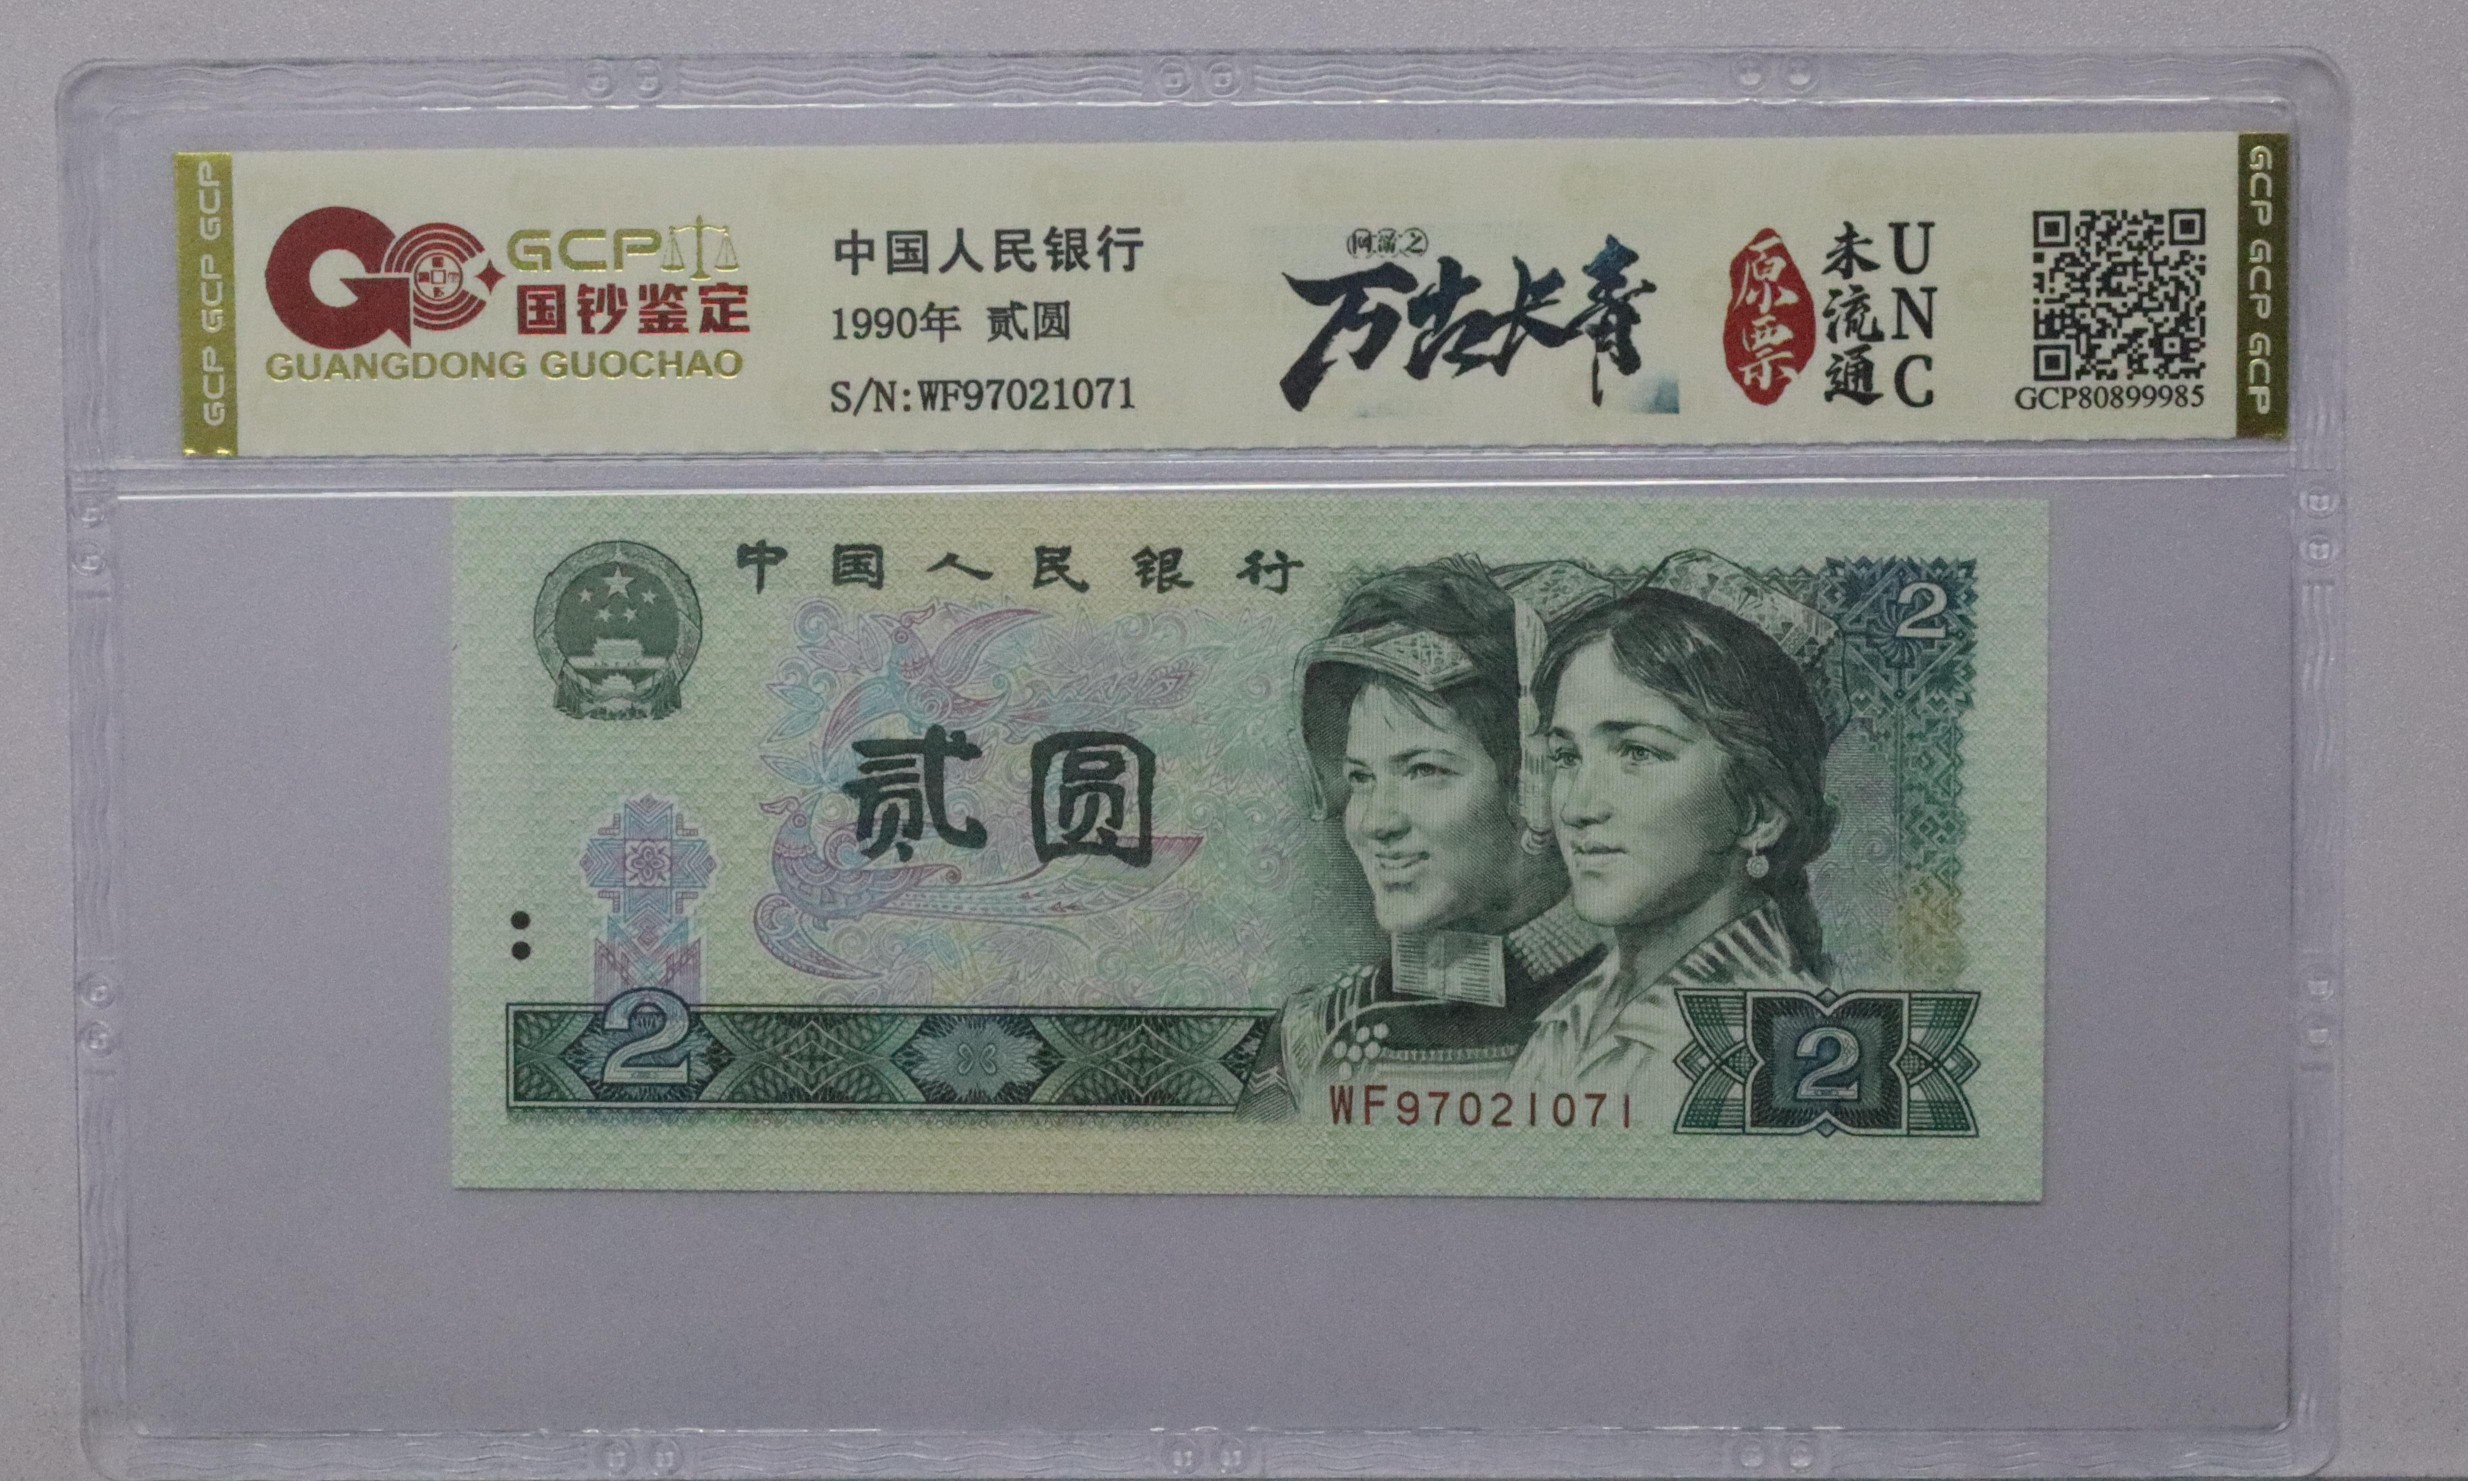 GCP GCP GCP
GCP
国钞鉴定
GUANGDONG GUOCHAO
中国人民银行
1990年 贰圆
S/N:WF97021071
万古长青
原票
未流通
UNC
GCP80899985
GCP GCP GCP
中国人民银行
2
贰圆
2
2
WF97021071